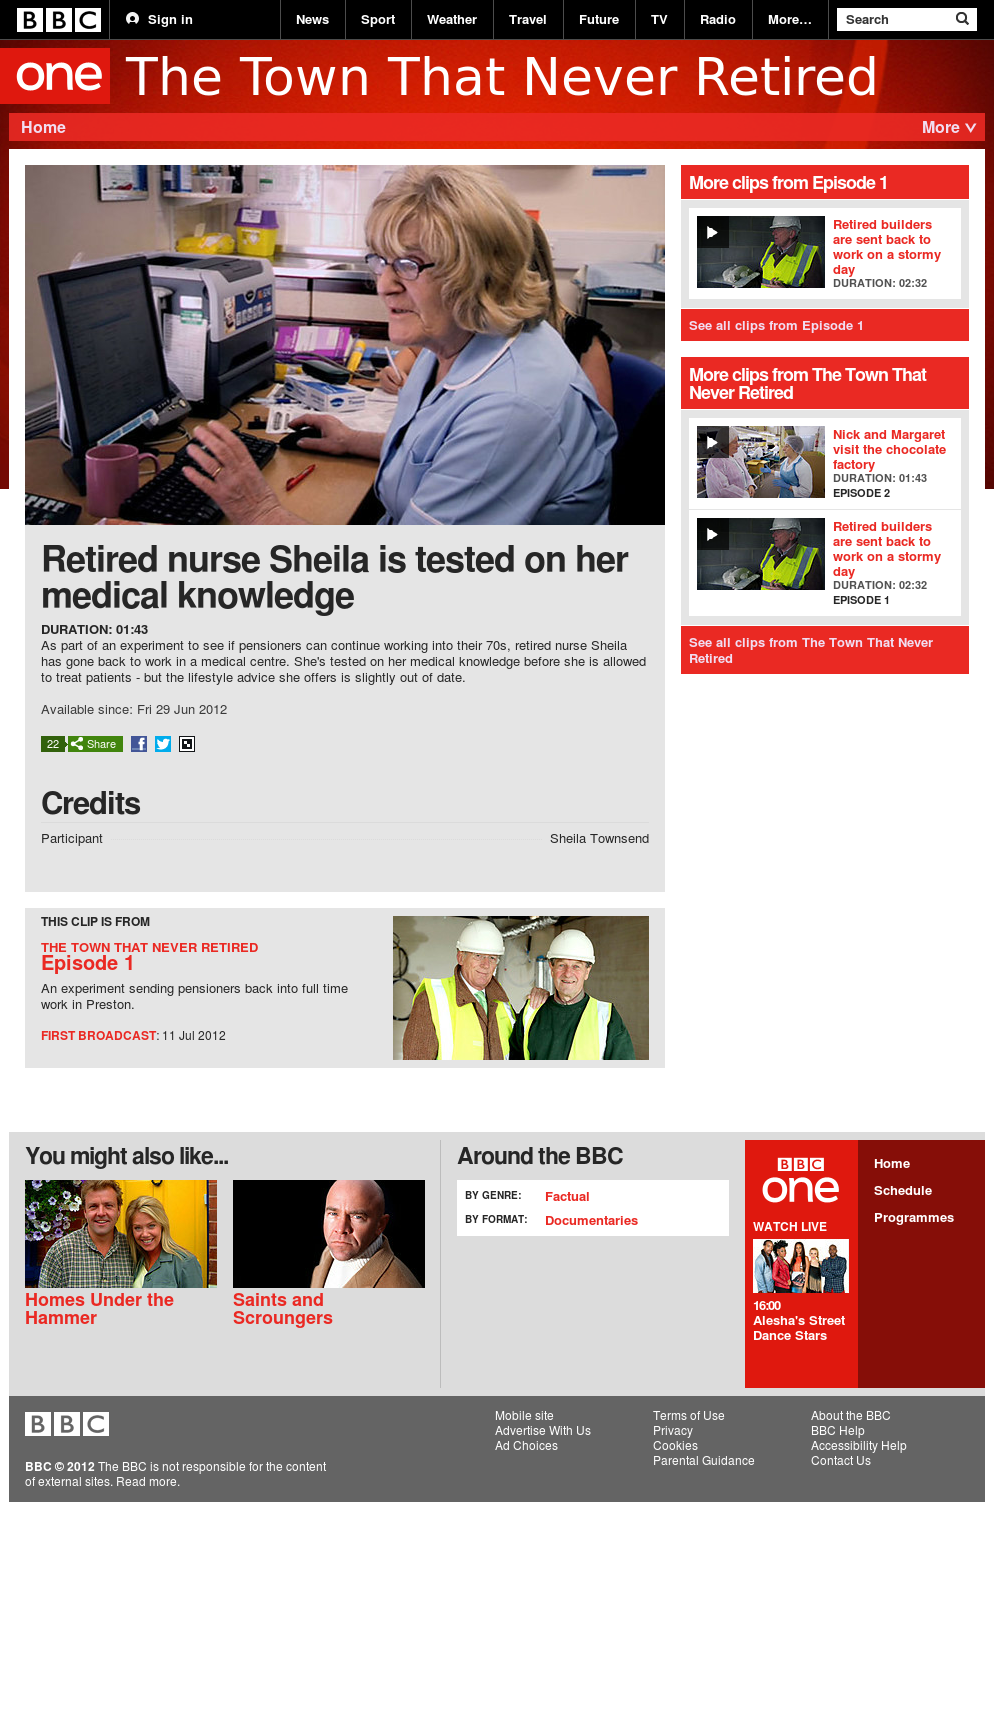 BBC
Sign in
News
Sport
Weather
Travel
Future
TV
Radio
More...
Search
one
The Town That Never Retired
Home
More
Retired nurse Sheila is tested on her
medical knowledge
DURATION: 01:43
As part of an experiment to see if pensioners can continue working into their 70s, retired nurse Sheila
has gone back to work in a medical centre. She's tested on her medical knowledge before she is allowed
to treat patients - but the lifestyle advice she offers is slightly out of date.
Available since: Fri 29 Jun 2012
22
Share
Credits
Participant
Sheila Townsend
THIS CLIP IS FROM
THE TOWN THAT NEVER RETIRED
Episode 1
An experiment sending pensioners back into full time
work in Preston.
FIRST BROADCAST: 11 Jul 2012
More clips from Episode 1
Retired builders
are sent back to
work on a stormy
day
DURATION: 02:32
See all clips from Episode 1
More clips from The Town That
Never Retired
Nick and Margaret
visit the chocolate
factory
DURATION: 01:43
EPISODE 2
Retired builders
are sent back to
work on a stormy
day
DURATION: 02:32
EPISODE 1
See all clips from The Town That Never
Retired
You might also like...
Homes Under the
Hammer
Saints and
Scroungers
Around the BBC
BY GENRE:
Factual
BY FORMAT:
Documentaries
BBC
one
WATCH LIVE
16:00
Alesha's Street
Dance Stars
Home
Schedule
Programmes
BBC
BBC © 2012 The BBC is not responsible for the content
of external sites. Read more.
Mobile site
Advertise With Us
Ad Choices
Terms of Use
Privacy
Cookies
Parental Guidance
About the BBC
BBC Help
Accessibility Help
Contact Us